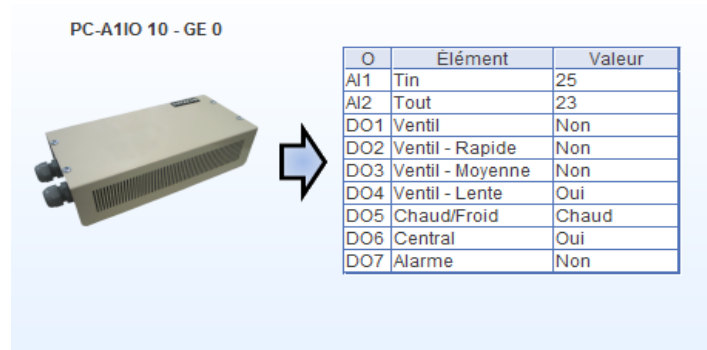 PC-A1IO 10 - GE 0
O Élément Valeur
AI1 Tin 25
AI2 Tout 23
DO1 Ventil Non
DO2 Ventil - Rapide Non
DO3 Ventil - Moyenne Non
DO4 Ventil - Lente Oui
DO5 Chaud/Froid Chaud
DO6 Central Oui
DO7 Alarme Non